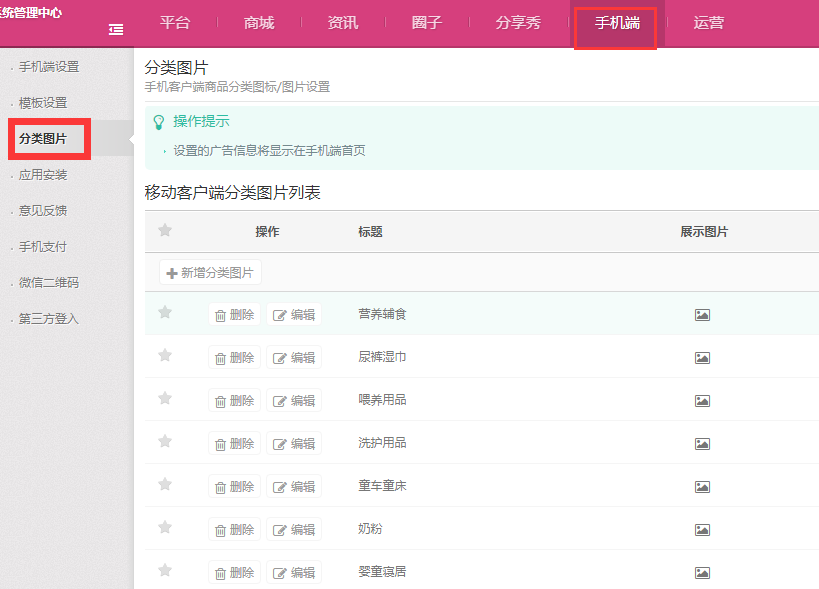 系统管理中心
平台 商城 资讯 圈子 分享秀 手机端 运营
手机端设置
模板设置
分类图片
应用安装
意见反馈
手机支付
微信二维码
第三方登入
分类图片
手机客户端商品分类图标/图片设置
操作提示
设置的广告信息将显示在手机端首页
移动客户端分类图片列表
操作 标题 展示图片
新增分类图片
删除 编辑 营养辅食
删除 编辑 尿裤湿巾
删除 编辑 喂养用品
删除 编辑 洗护用品
删除 编辑 童车童床
删除 编辑 奶粉
删除 编辑 婴童寝居